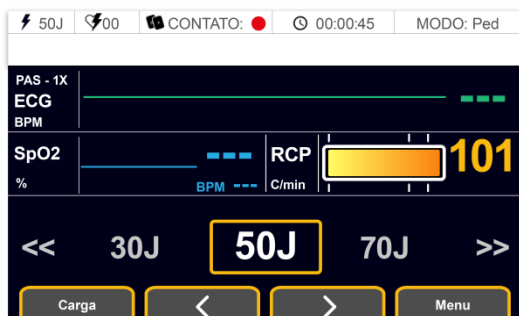 50J 00 CONTATO: 00:00:45 MODO: Ped
PAS - 1X
ECG ---
BPM
SpO2 --- RCP 101
% BPM --- C/min
<< 30J 50J 70J >>
Carga < > Menu